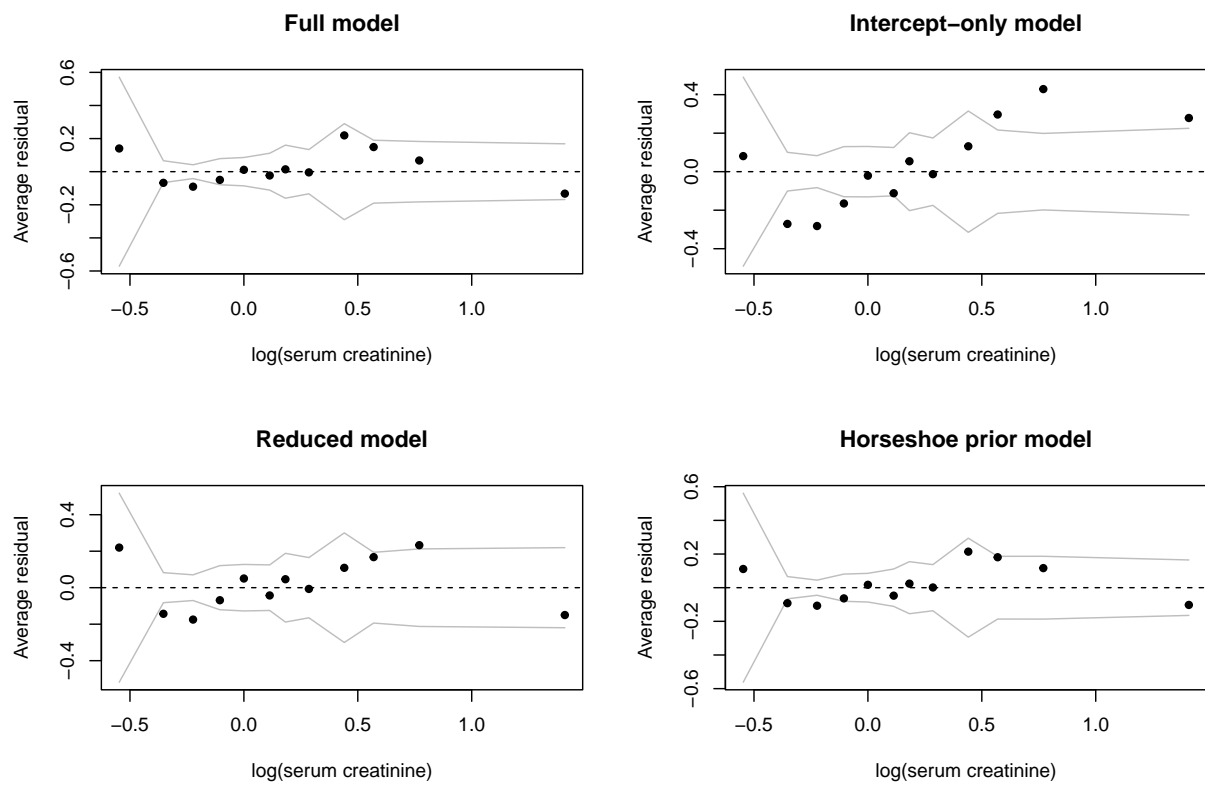 Full model
Average residual
0.6
0.2
−0.2
−0.6
−0.5 0.0 0.5 1.0
log(serum creatinine)
Intercept−only model
Average residual
0.4
0.0
−0.4
−0.5 0.0 0.5 1.0
log(serum creatinine)
Reduced model
Average residual
0.4
0.0
−0.4
−0.5 0.0 0.5 1.0
log(serum creatinine)
Horseshoe prior model
Average residual
0.6
0.2
−0.2
−0.6
−0.5 0.0 0.5 1.0
log(serum creatinine)